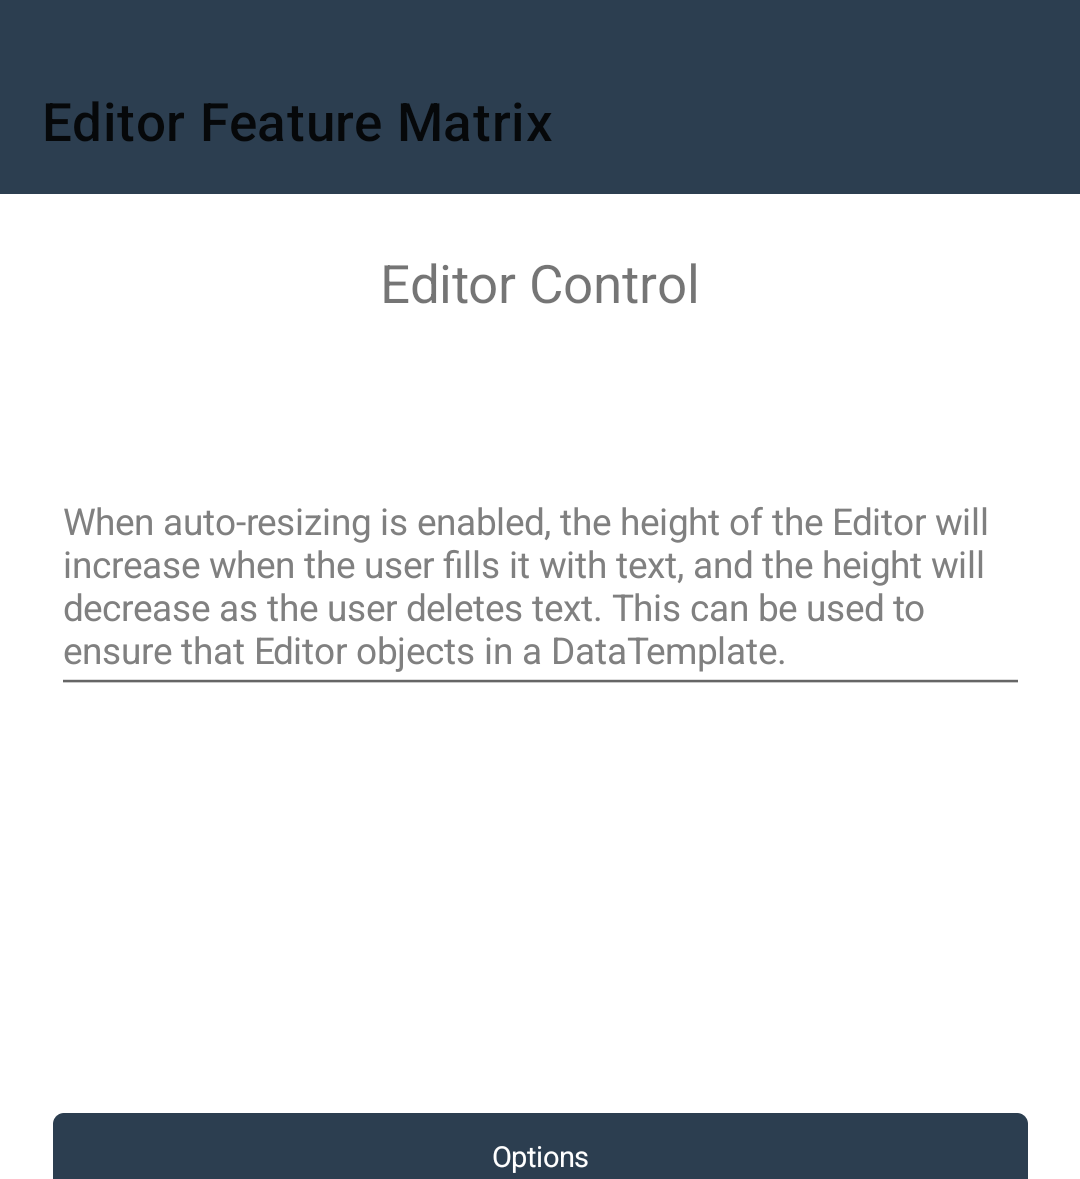 Editor Feature Matrix
Editor Control
When auto-resizing is enabled, the height of the Editor will
increase when the user fills it with text, and the height will
decrease as the user deletes text. This can be used to
ensure that Editor objects in a DataTemplate.
Options